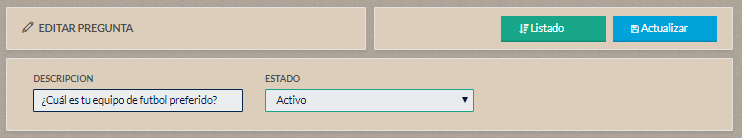 EDITAR PREGUNTA
Listado
Actualizar
DESCRIPCION
ESTADO
¿Cuál es tu equipo de futbol preferido?
Activo